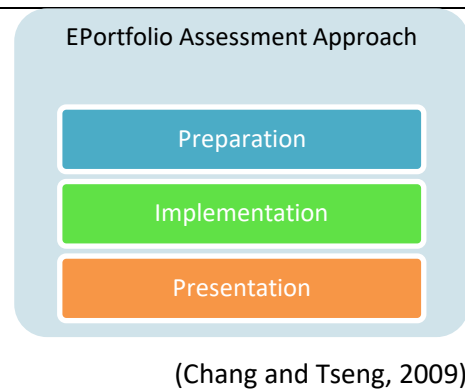 EPortfolio Assessment Approach
Preparation
Implementation
Presentation
(Chang and Tseng, 2009)